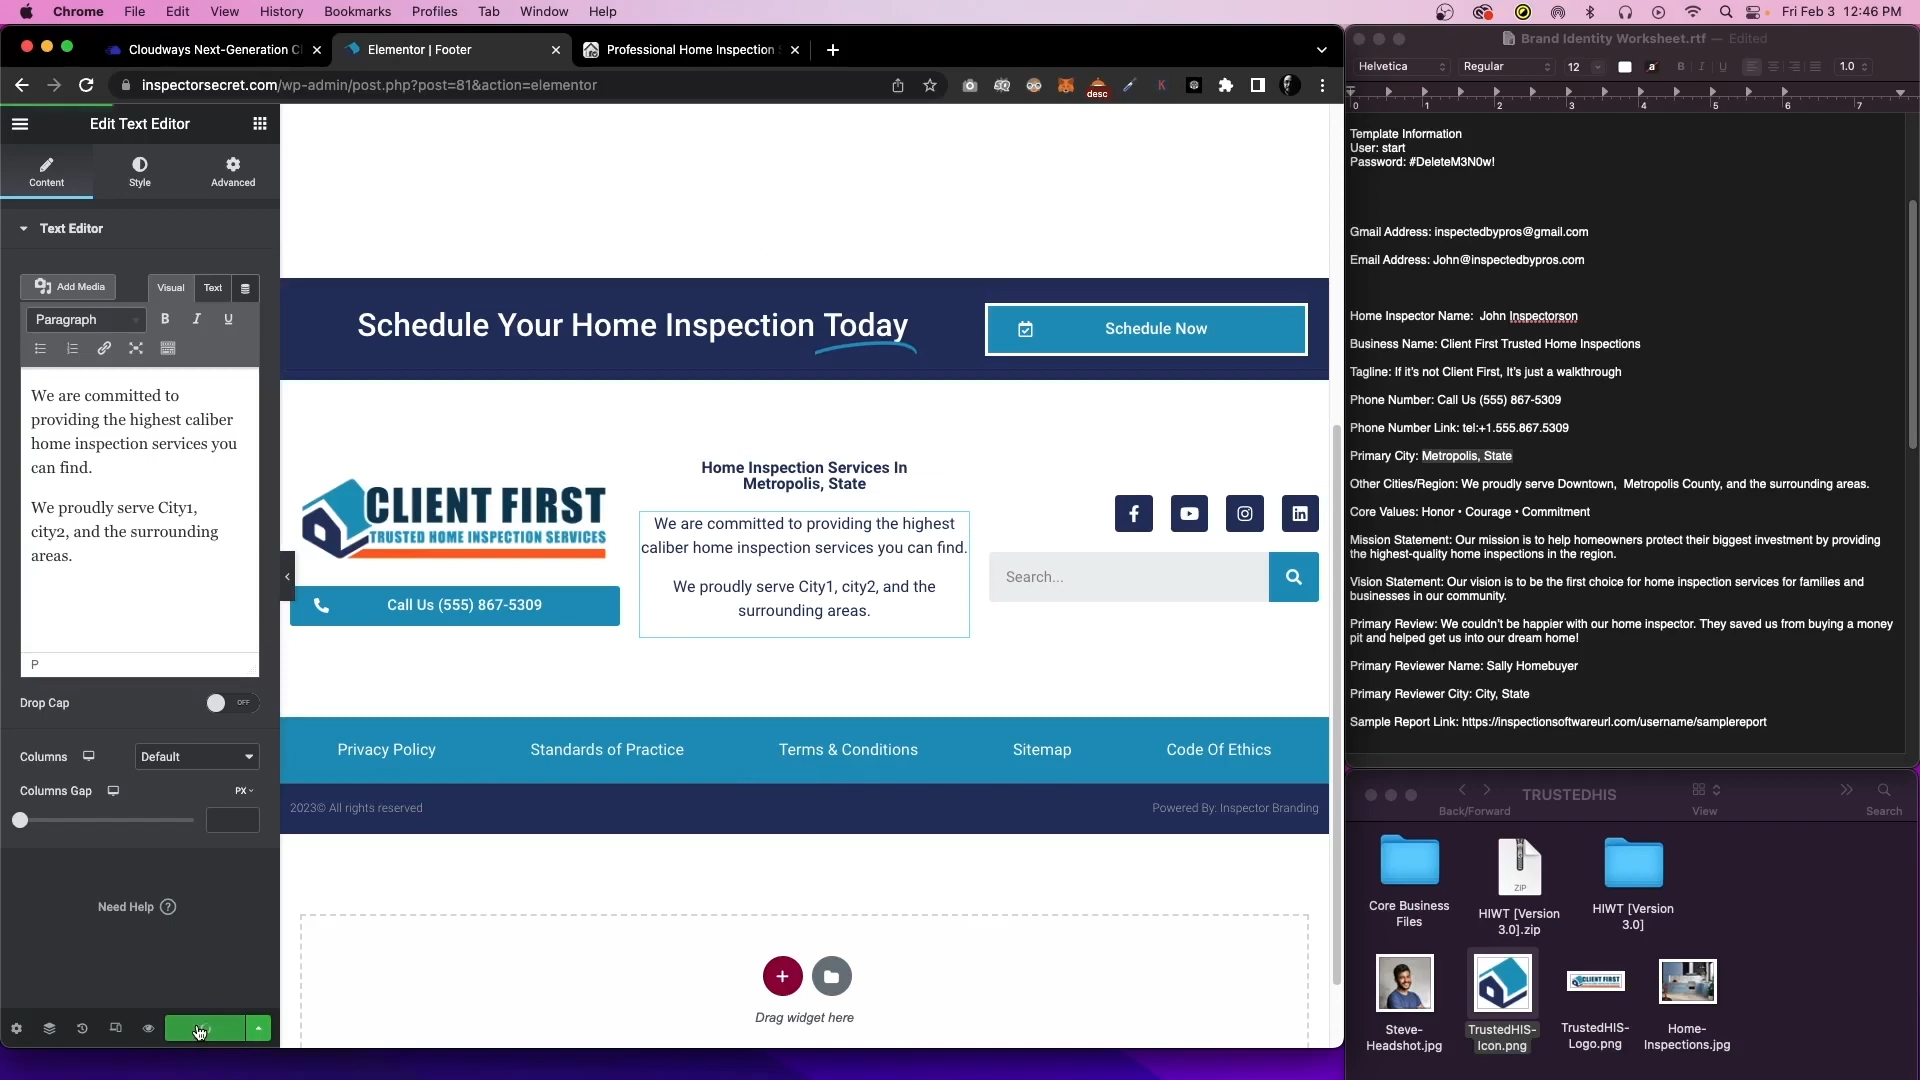 Chrome File Edit View History Bookmarks Profiles Tab Window Help
Fri Feb 3 12:46 PM
Cloudways Next-Generation C
Elementor | Footer
Professional Home Inspection S
inspectorsecret.com/wp-admin/post.php?post=81&action=elementor
desc
Edit Text Editor
Content Style Advanced
Text Editor
Add Media
Visual Text
Paragraph B I U
We are committed to
providing the highest caliber
home inspection services you
can find.
We proudly serve City1,
city2, and the surrounding
areas.
P
Drop Cap OFF
Columns Default
Columns Gap PX
Need Help ?
Schedule Your Home Inspection Today
Schedule Now
CLIENT FIRST
TRUSTED HOME INSPECTION SERVICES
Call Us (555) 867-5309
Home Inspection Services In
Metropolis, State
We are committed to providing the highest
caliber home inspection services you can find.
We proudly serve City1, city2, and the
surrounding areas.
Search...
Privacy Policy Standards of Practice Terms & Conditions Sitemap Code Of Ethics
2023© All rights reserved
Powered By: Inspector Branding
Drag widget here
Brand Identity Worksheet.rtf — Edited
Helvetica Regular 12 a B I U 1.0
0 1 2 3 4 5 6 7
Template Information
User: start
Password: #DeleteM3N0w!
Gmail Address: inspectedbypros@gmail.com
Email Address: John@inspectedbypros.com
Home Inspector Name: John Inspectorson
Business Name: Client First Trusted Home Inspections
Tagline: If it’s not Client First, It’s just a walkthrough
Phone Number: Call Us (555) 867-5309
Phone Number Link: tel:+1.555.867.5309
Primary City: Metropolis, State
Other Cities/Region: We proudly serve Downtown, Metropolis County, and the surrounding areas.
Core Values: Honor • Courage • Commitment
Mission Statement: Our mission is to help homeowners protect their biggest investment by providing
the highest-quality home inspections in the region.
Vision Statement: Our vision is to be the first choice for home inspection services for families and
businesses in our community.
Primary Review: We couldn’t be happier with our home inspector. They saved us from buying a money
pit and helped get us into our dream home!
Primary Reviewer Name: Sally Homebuyer
Primary Reviewer City: City, State
Sample Report Link: https://inspectionsoftwareurl.com/username/samplereport
TRUSTEDHIS
Back/Forward View Search
Core Business
Files
ZIP
HIWT [Version
3.0].zip
HIWT [Version
3.0]
Steve-
Headshot.jpg
TrustedHIS-
Icon.png
CLIENT FIRST
TrustedHIS-
Logo.png
Home-
Inspections.jpg